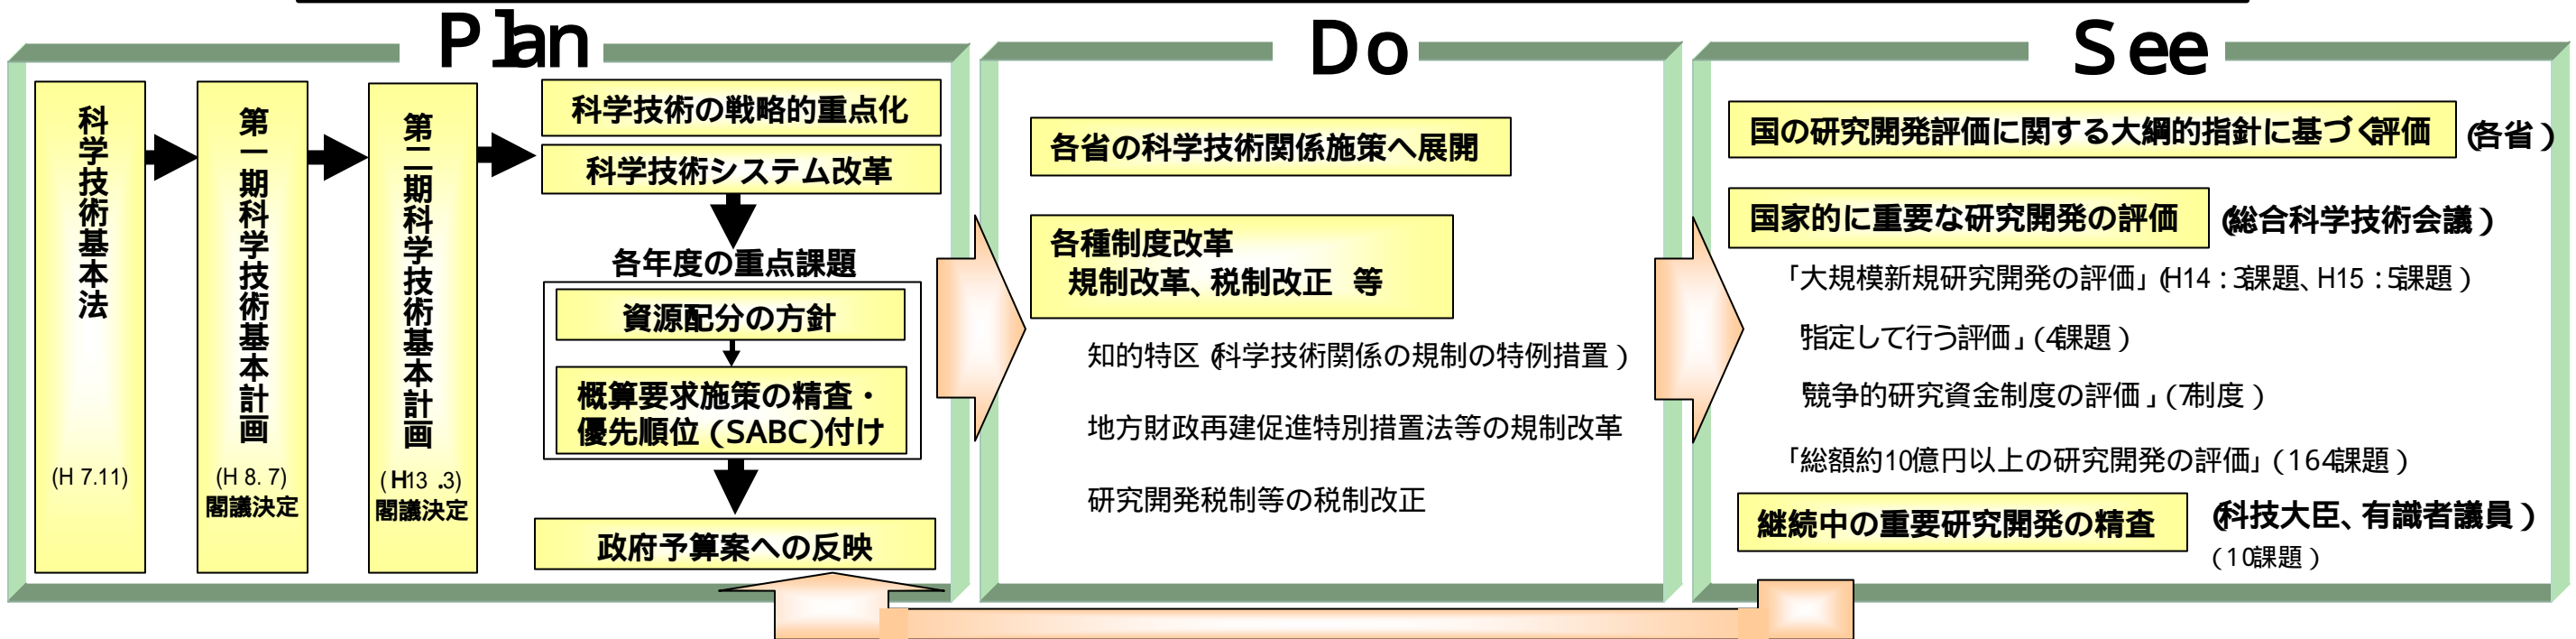 Plan
科学技術基本法
(H 7.11)
第一期科学技術基本計画
(H 8. 7)
閣議決定
第二期科学技術基本計画
(H13 .3)
閣議決定
科学技術の戦略的重点化
科学技術システム改革
各年度の重点課題
資源配分の方針
概算要求施策の精査・
優先順位(SABC)付け
政府予算案への反映
Do
各省の科学技術関係施策へ展開
各種制度改革
規制改革、税制改正 等
知的特区(科学技術関係の規制の特例措置)
地方財政再建促進特別措置法等の規制改革
研究開発税制等の税制改正
See
国の研究開発評価に関する大綱的指針に基づく評価 (各省)
国家的に重要な研究開発の評価 (総合科学技術会議)
「大規模新規研究開発の評価」(H14:3課題、H15:5課題)
「指定して行う評価」(4課題)
「競争的研究資金制度の評価」(7制度)
「総額約10億円以上の研究開発の評価」(164課題)
継続中の重要研究開発の精査 (科技大臣、有識者議員)
(10課題)